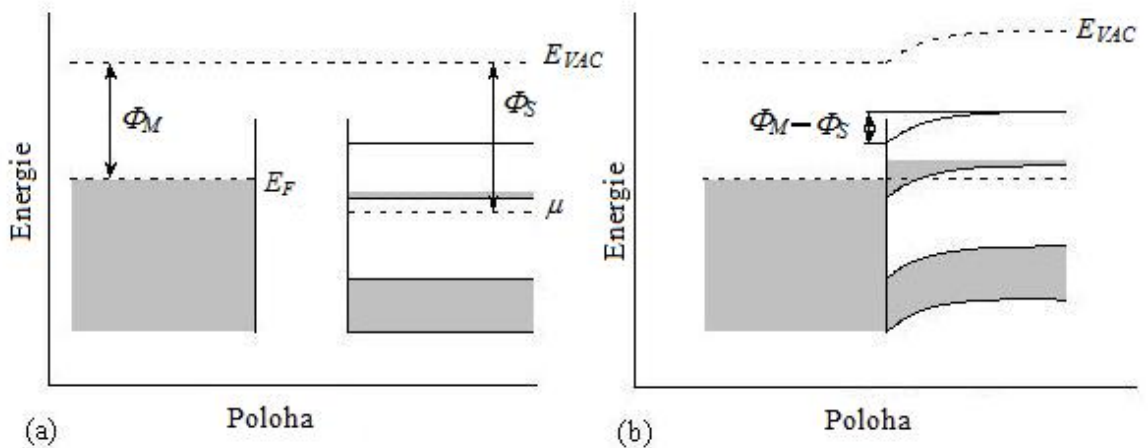 E_VAC
Φ_M
Φ_S
E_F
μ
Energie
Poloha
(a)
E_VAC
Φ_M – Φ_S
Energie
Poloha
(b)